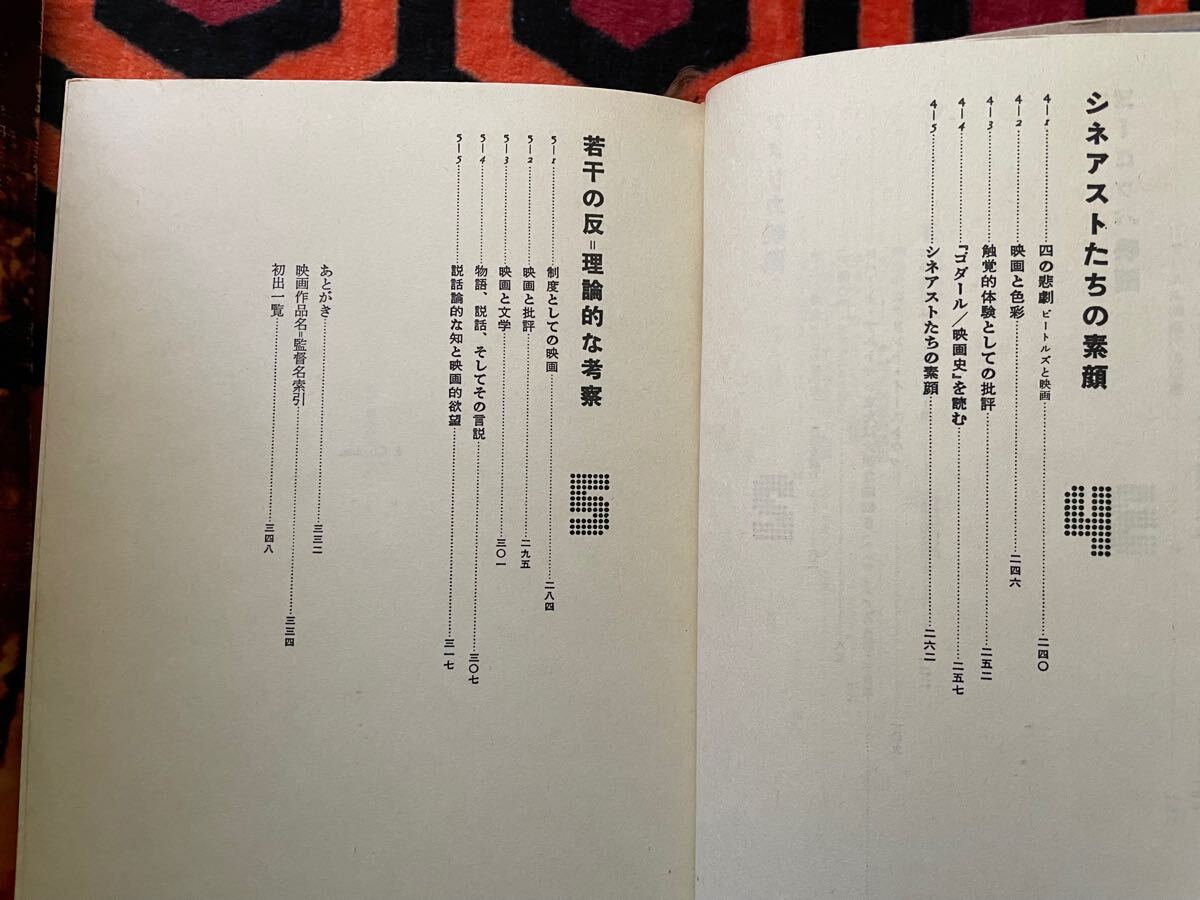 シネアストたちの素顔
4
4—1 四の悲劇 ビートルズと映画 二四〇
4—2 映画と色彩 二四六
4—3 触覚的体験としての批評 二五二
4—4 『ゴダール／映画史』を読む 二五七
4—5 シネアストたちの素顔 二六二
若干の反=理論的な考察
5
5—1 制度としての映画 二八四
5—2 映画と批評 二九五
5—3 映画と文学 三〇一
5—4 物語、説話、そしてその言説 三〇七
5—5 説話論的な知と映画的欲望 三一七
あとがき 三三二
映画作品名=監督名索引 三三四
初出一覧 三四八